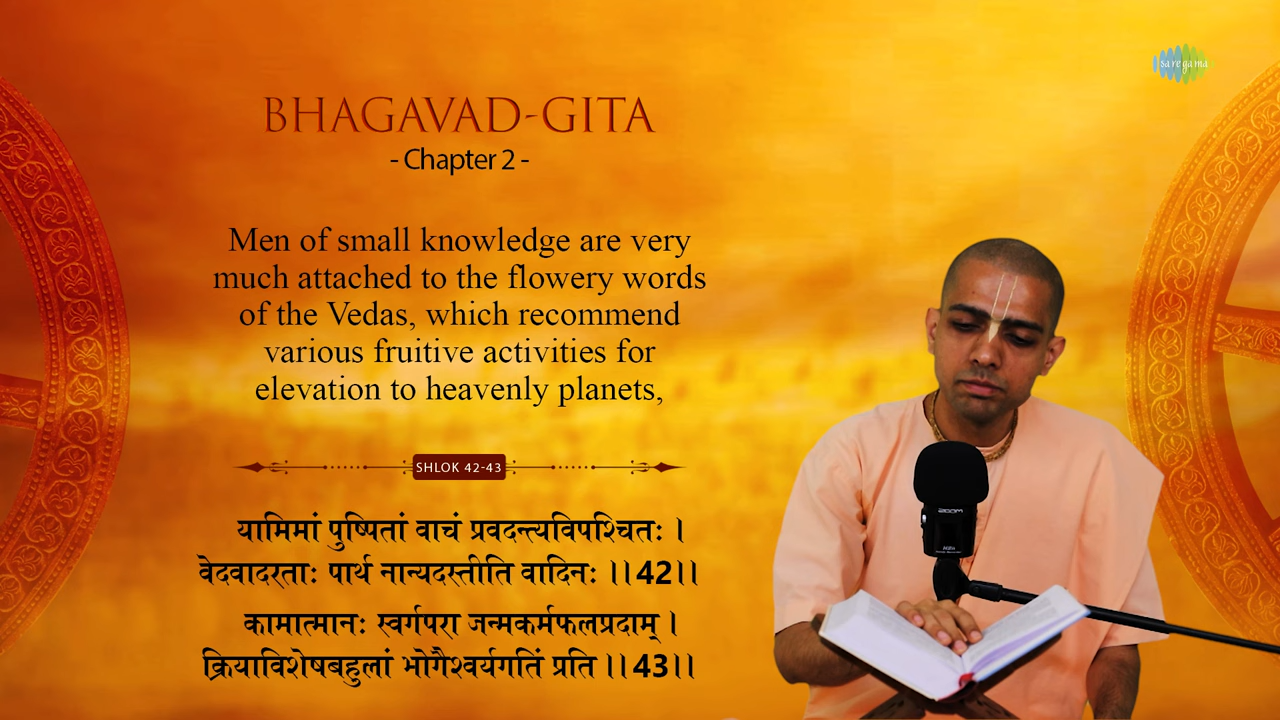 saregama
BHAGAVAD-GITA
- Chapter 2 -
Men of small knowledge are very
much attached to the flowery words
of the Vedas, which recommend
various fruitive activities for
elevation to heavenly planets,
SHLOK 42-43
यामिमां पुष्पितां वाचं प्रवदन्त्यविपश्चितः ।
वेदवादरताः पार्थ नान्यदस्तीति वादिनः ।।42।।
कामात्मानः स्वर्गपरा जन्मकर्मफलप्रदाम् ।
क्रियाविशेषबहुलां भोगैश्वर्यगतिं प्रति ।।43।।
zoom